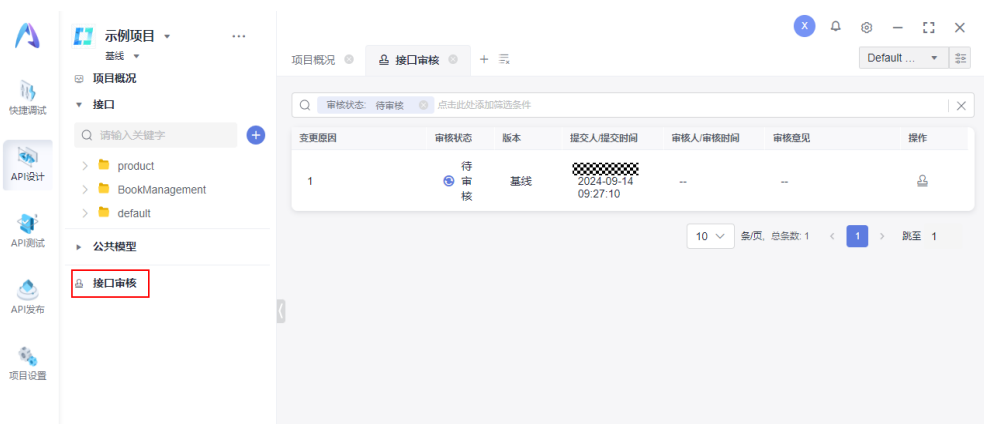 示例项目
基线
项目概况
接口
请输入关键字
product
BookManagement
default
公共模型
接口审核
快捷调试
API设计
API测试
API发布
项目设置
X
项目概况
接口审核
Default ...
审核状态: 待审核 点击此处添加筛选条件
变更原因 审核状态 版本 提交人/提交时间 审核人/审核时间 审核意见 操作
1 待审核 基线 2024-09-14 09:27:10 -- --
10 条/页, 总条数: 1 1 跳至 1